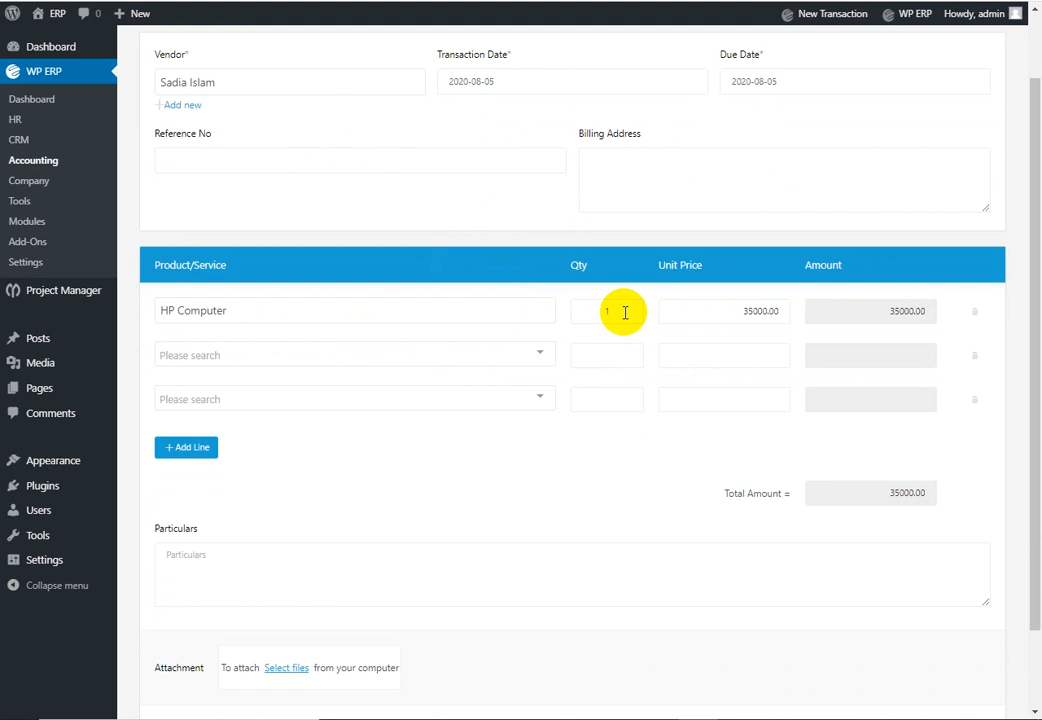 ERP 0 New New Transaction WP ERP Howdy, admin
Dashboard
WP ERP
Dashboard
HR
CRM
Accounting
Company
Tools
Modules
Add-Ons
Settings
Project Manager
Posts
Media
Pages
Comments
Appearance
Plugins
Users
Tools
Settings
Collapse menu
Vendor* Transaction Date* Due Date*
Sadia Islam 2020-08-05 2020-08-05
+Add new
Reference No Billing Address
Product/Service Qty Unit Price Amount
HP Computer 1 35000.00 35000.00
Please search
Please search
+ Add Line
Total Amount = 35000.00
Particulars
Particulars
Attachment To attach Select files from your computer